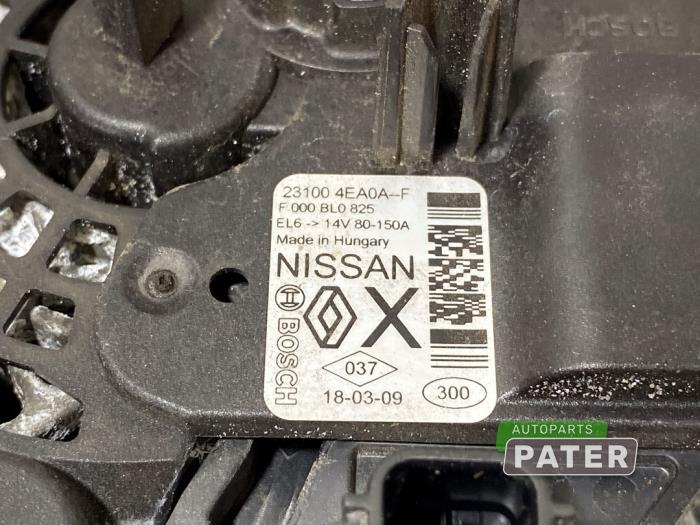 23100 4EA0A--F
F 000 BL0 825
EL6 -> 14V 80-150A
Made in Hungary
NISSAN
X
BOSCH
037
18-03-09
300
AUTOPARTS
PATER